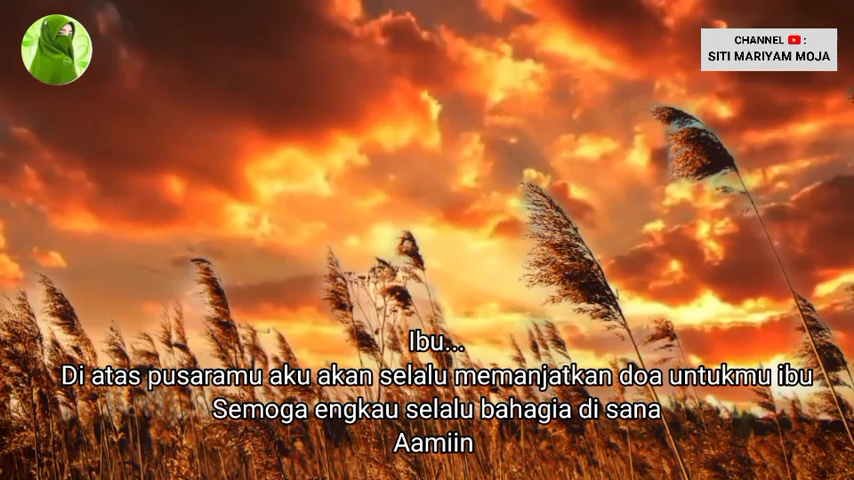 CHANNEL :
SITI MARIYAM MOJA
Ibu...
Di atas pusaramu aku akan selalu memanjatkan doa untukmu ibu
Semoga engkau selalu bahagia di sana
Aamiin